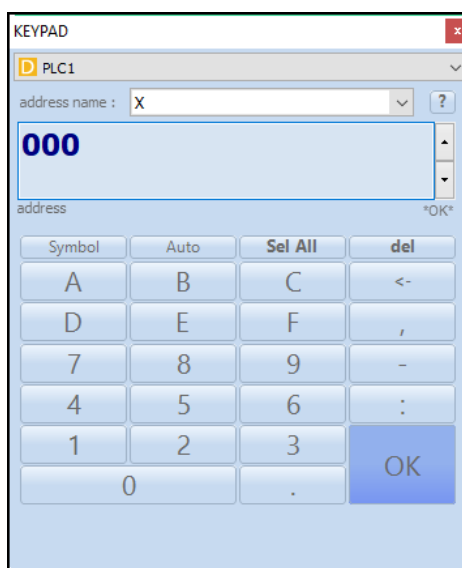 KEYPAD x
D PLC1
address name : X ?
000
address *OK*
Symbol Auto Sel All del
A B C <-
D E F ,
7 8 9 -
4 5 6 :
1 2 3 OK
0 .